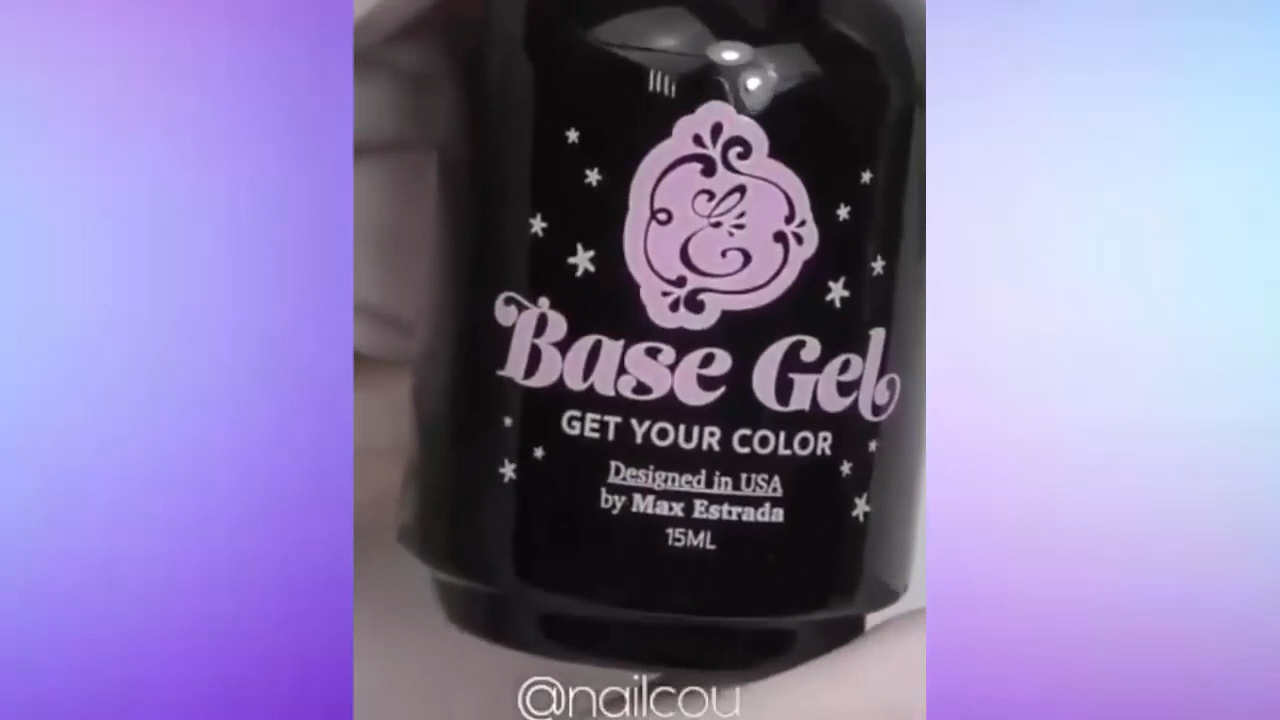 E
Base Gel
GET YOUR COLOR
Designed in USA
by Max Estrada
15ML
@nailcou